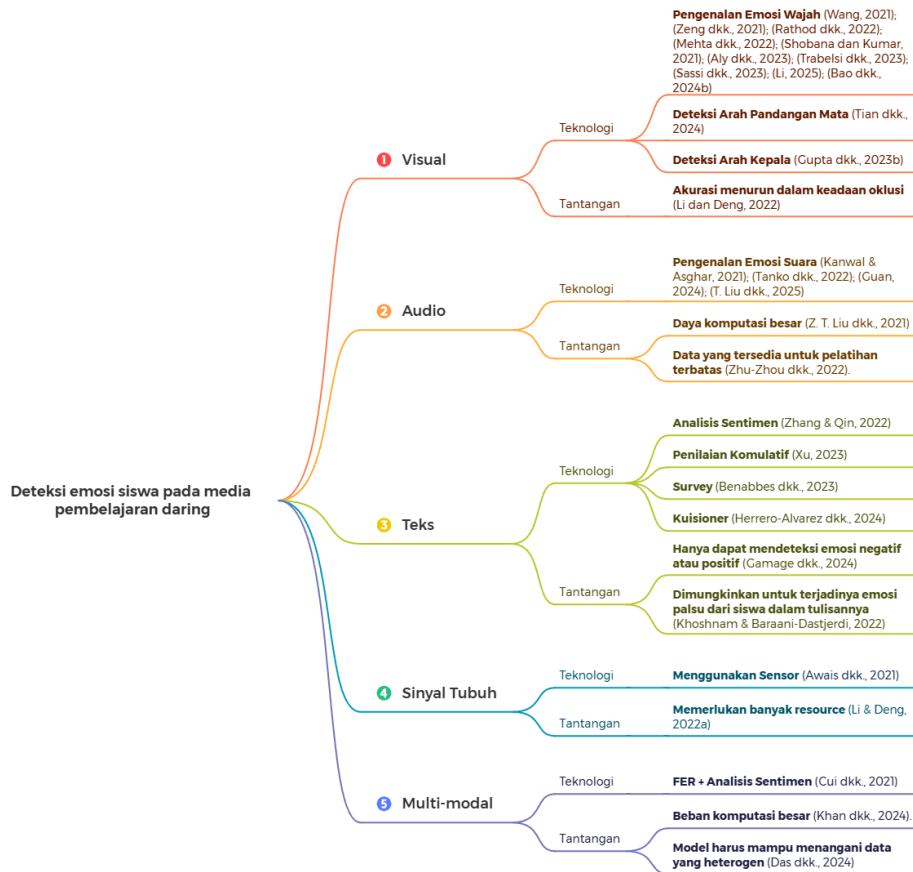 Deteksi emosi siswa pada media
pembelajaran daring
1 Visual
Teknologi
Pengenalan Emosi Wajah (Wang, 2021);
(Zeng dkk., 2021); (Rathod dkk., 2022);
(Mehta dkk., 2022); (Shobana dan Kumar,
2021); (Aly dkk., 2023); (Trabelsi dkk., 2023);
(Sassi dkk., 2023); (Li, 2025); (Bao dkk.,
2024b)
Deteksi Arah Pandangan Mata (Tian dkk.,
2024)
Deteksi Arah Kepala (Gupta dkk., 2023b)
Tantangan
Akurasi menurun dalam keadaan oklusi
(Li dan Deng, 2022)
2 Audio
Teknologi
Pengenalan Emosi Suara (Kanwal &
Asghar, 2021); (Tanko dkk., 2022); (Guan,
2024); (T. Liu dkk., 2025)
Tantangan
Daya komputasi besar (Z. T. Liu dkk., 2021)
Data yang tersedia untuk pelatihan
terbatas (Zhu-Zhou dkk., 2022).
3 Teks
Teknologi
Analisis Sentimen (Zhang & Qin, 2022)
Penilaian Komulatif (Xu, 2023)
Survey (Benabbes dkk., 2023)
Kuisioner (Herrero-Alvarez dkk., 2024)
Tantangan
Hanya dapat mendeteksi emosi negatif
atau positif (Gamage dkk., 2024)
Dimungkinkan untuk terjadinya emosi
palsu dari siswa dalam tulisannya
(Khoshnam & Baraani-Dastjerdi, 2022)
4 Sinyal Tubuh
Teknologi
Menggunakan Sensor (Awais dkk., 2021)
Tantangan
Memerlukan banyak resource (Li & Deng,
2022a)
5 Multi-modal
Teknologi
FER + Analisis Sentimen (Cui dkk., 2021)
Tantangan
Beban komputasi besar (Khan dkk., 2024).
Model harus mampu menangani data
yang heterogen (Das dkk., 2024)